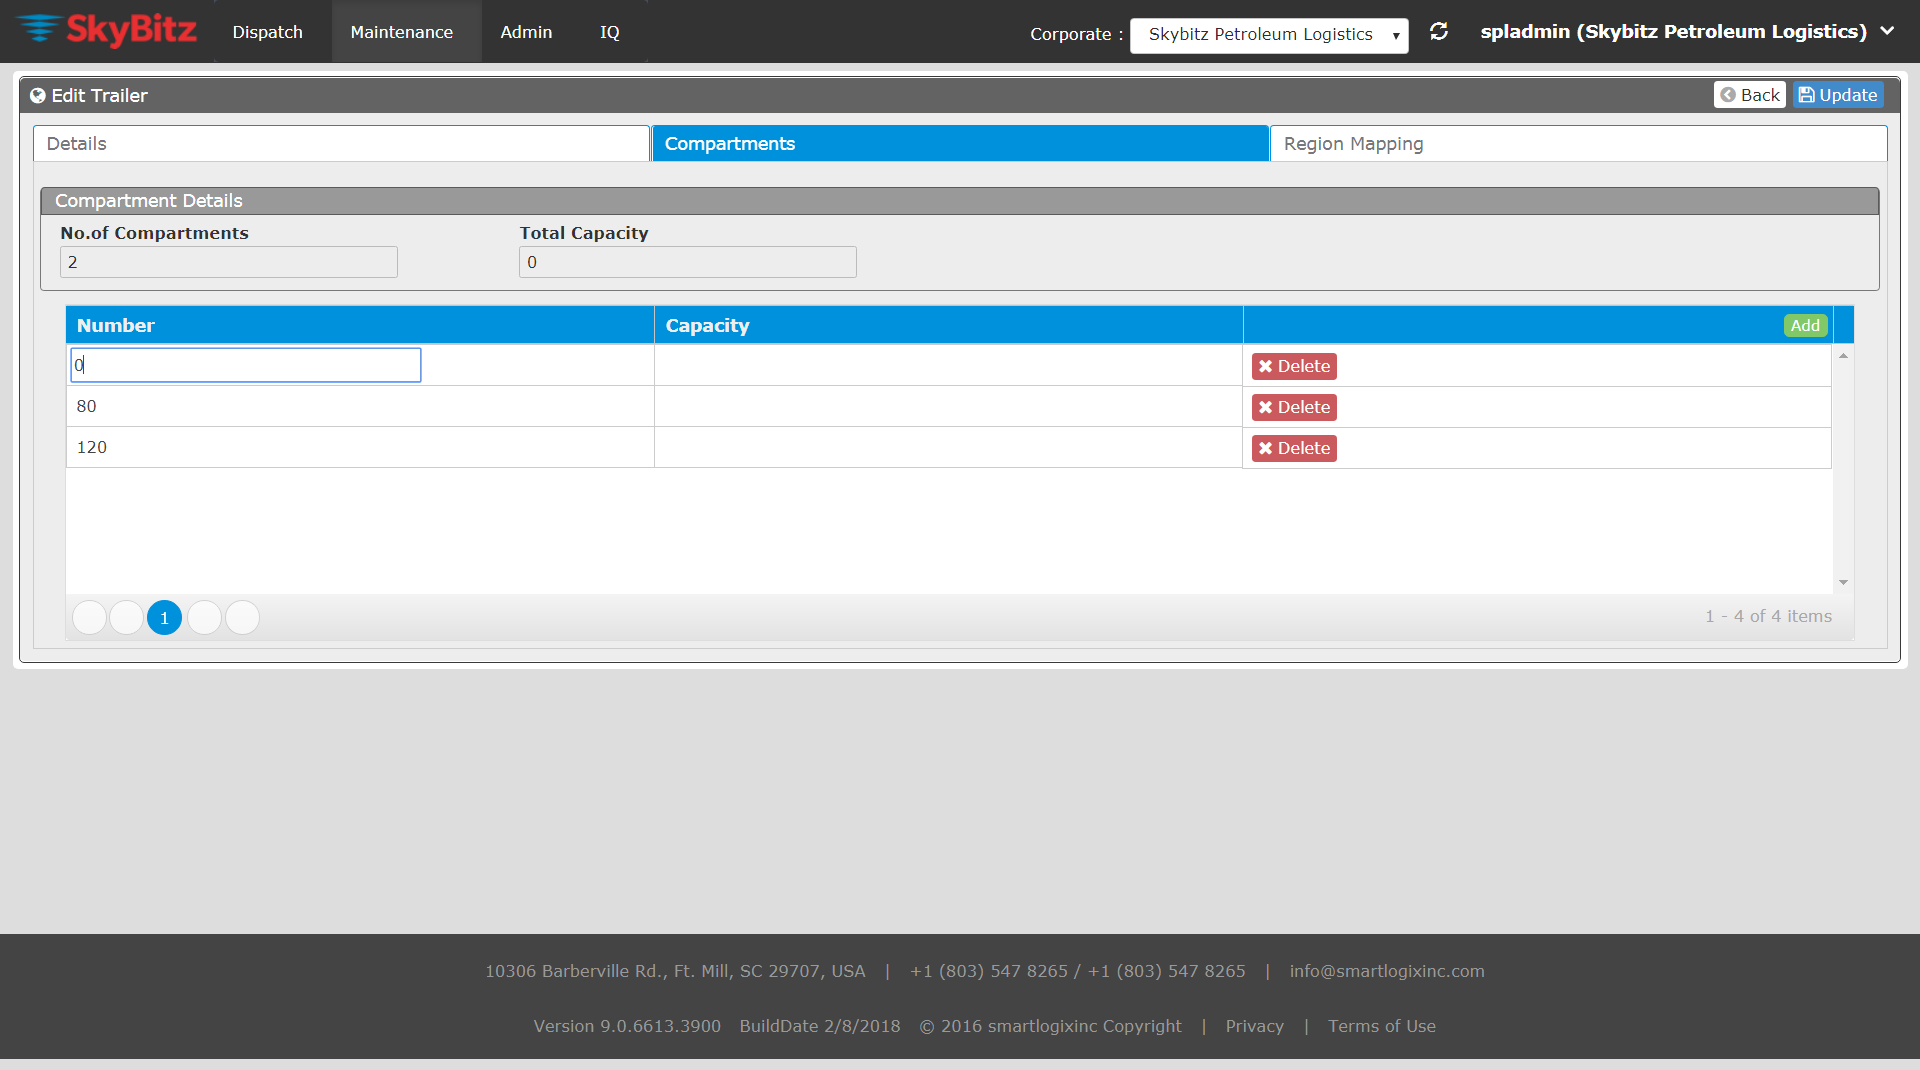 SkyBitz Dispatch Maintenance Admin IQ Corporate : Skybitz Petroleum Logistics spladmin (Skybitz Petroleum Logistics)
Edit Trailer Back Update
Details Compartments Region Mapping
Compartment Details
No.of Compartments Total Capacity
2 0
Number Capacity Add
0 Delete
80 Delete
120 Delete
1 1 - 4 of 4 items
10306 Barberville Rd., Ft. Mill, SC 29707, USA | +1 (803) 547 8265 / +1 (803) 547 8265 | info@smartlogixinc.com
Version 9.0.6613.3900 BuildDate 2/8/2018 © 2016 smartlogixinc Copyright | Privacy | Terms of Use